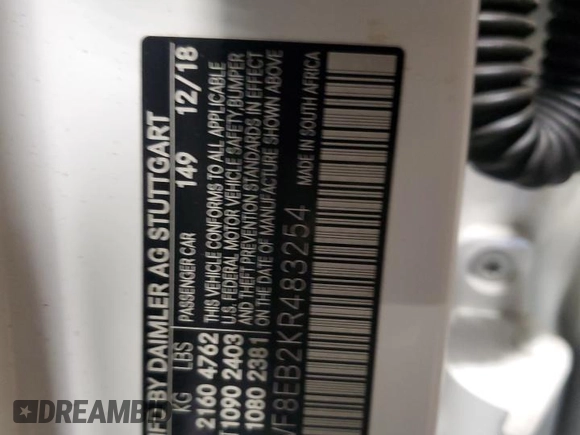 BY DAIMLER AG STUTTGART
KG LBS PASSENGER CAR 149 12/18
2160 4762 THIS VEHICLE CONFORMS TO ALL APPLICABLE
1090 2403 U.S. FEDERAL MOTOR VEHICLE SAFETY, BUMPER
1080 2381 AND THEFT PREVENTION STANDARDS IN EFFECT
ON THE DATE OF MANUFACTURE SHOWN ABOVE
F8EB2KR483254
MADE IN SOUTH AFRICA
DREAMB